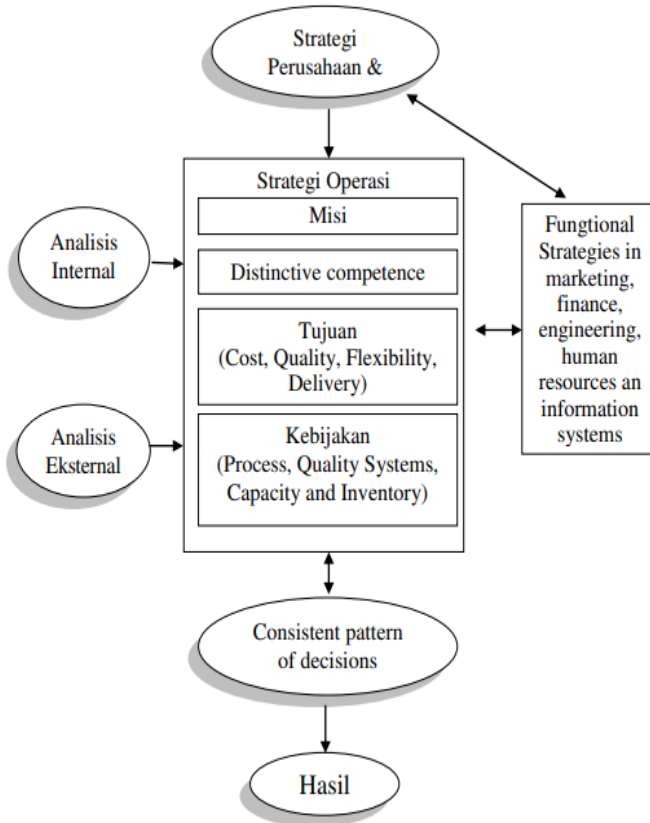 Strategi
Perusahaan &
Strategi Operasi
Misi
Distinctive competence
Tujuan
(Cost, Quality, Flexibility,
Delivery)
Kebijakan
(Process, Quality Systems,
Capacity and Inventory)
Analisis
Internal
Analisis
Eksternal
Fungtional
Strategies in
marketing,
finance,
engineering,
human
resources an
information
systems
Consistent pattern
of decisions
Hasil